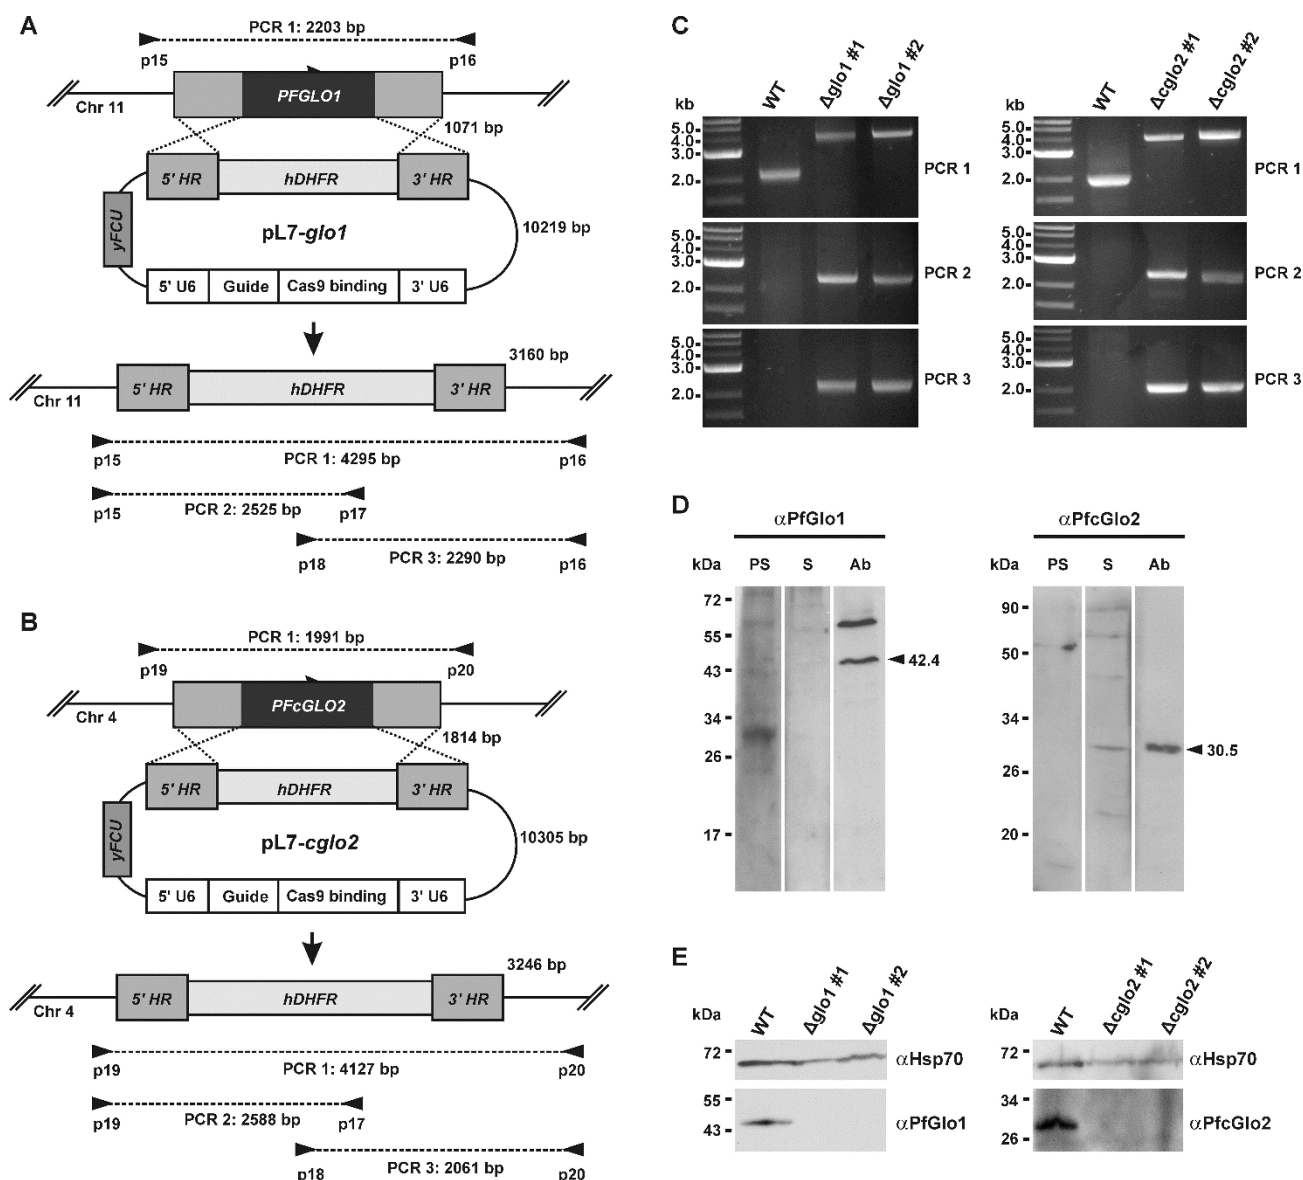 A
PCR 1: 2203 bp
p15
p16
PFGLO1
Chr 11
1071 bp
5' HR
hDHFR
3' HR
yFCU
pL7-glo1
10219 bp
5' U6
Guide
Cas9 binding
3' U6
3160 bp
5' HR
hDHFR
3' HR
Chr 11
p15
PCR 1: 4295 bp
p16
p15
PCR 2: 2525 bp
p17
p18
PCR 3: 2290 bp
p16
B
PCR 1: 1991 bp
p19
p20
PFcGLO2
Chr 4
1814 bp
5' HR
hDHFR
3' HR
yFCU
pL7-cglo2
10305 bp
5' U6
Guide
Cas9 binding
3' U6
3246 bp
5' HR
hDHFR
3' HR
Chr 4
p19
PCR 1: 4127 bp
p20
p19
PCR 2: 2588 bp
p17
p18
PCR 3: 2061 bp
p20
C
kb
WT
Δglo1 #1
Δglo1 #2
5.0
4.0
3.0
2.0
PCR 1
5.0
4.0
3.0
2.0
PCR 2
5.0
4.0
3.0
2.0
PCR 3
kb
WT
Δcglo2 #1
Δcglo2 #2
5.0
4.0
3.0
2.0
PCR 1
5.0
4.0
3.0
2.0
PCR 2
5.0
4.0
3.0
2.0
PCR 3
D
αPfGlo1
kDa
PS
S
Ab
72
55
43
34
26
17
42.4
αPfcGlo2
kDa
PS
S
Ab
90
50
34
26
20
30.5
E
kDa
WT
Δglo1 #1
Δglo1 #2
72
αHsp70
55
43
αPfGlo1
kDa
WT
Δcglo2 #1
Δcglo2 #2
72
αHsp70
34
26
αPfcGlo2